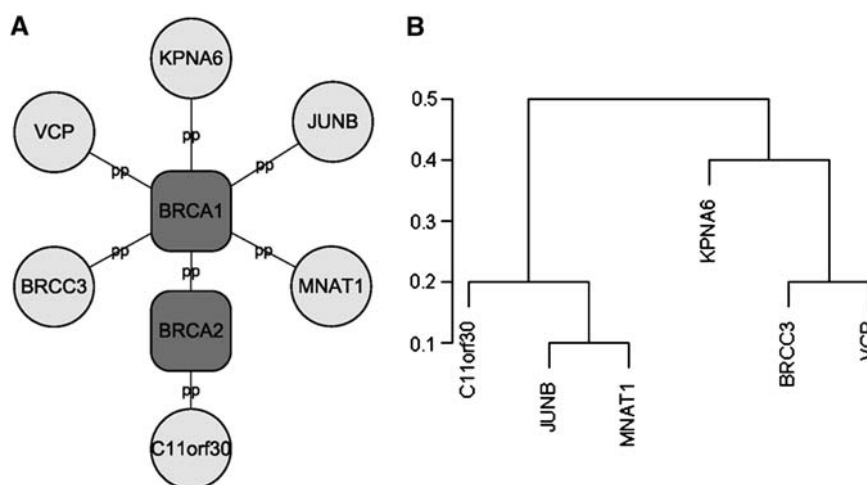 A
KPNA6
VCP
JUNB
pp
pp
pp
BRCA1
pp
pp
BRCC3
MNAT1
pp
BRCA2
pp
C11orf30
B
0.5
0.4
0.3
0.2
0.1
KPNA6
C11orf30
BRCC3
VCP
JUNB
MNAT1